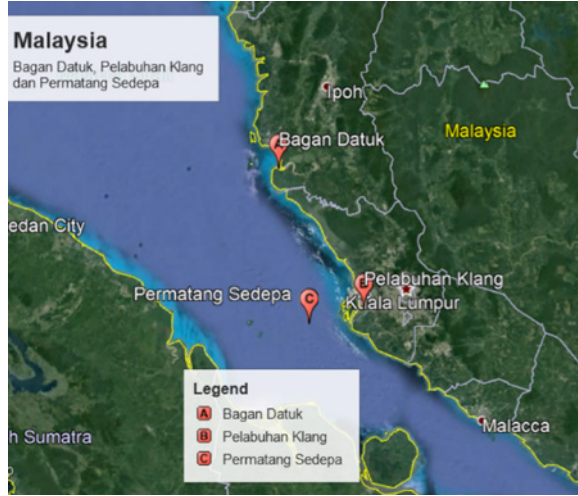 Malaysia
Bagan Datuk, Pelabuhan Klang
dan Permatang Sedepa
Ipoh
Malaysia
A
Bagan Datuk
edan City
Pelabuhan Klang
B
Permatang Sedepa
C
Kuala Lumpur
Legend
A Bagan Datuk
B Pelabuhan Klang
C Permatang Sedepa
Malacca
h Sumatra